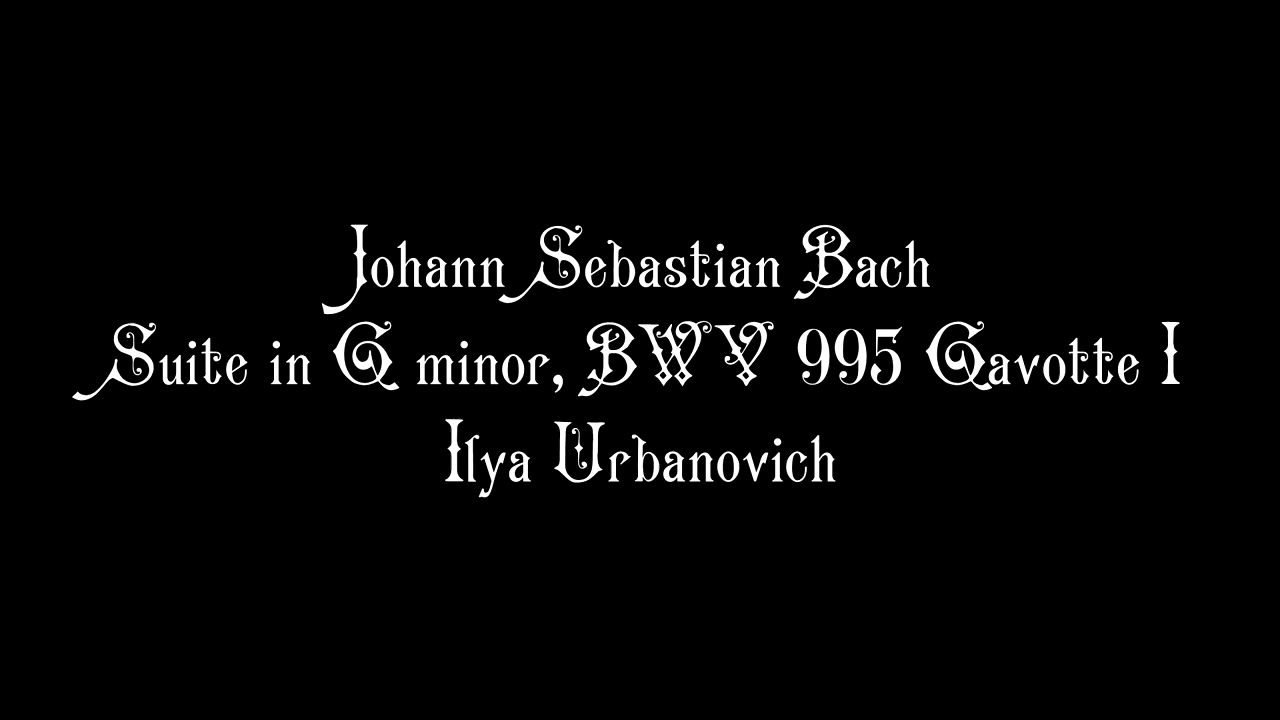 Johann Sebastian Bach
Suite in G minor, BWV 995 Gavotte I
Ilya Urbanovich